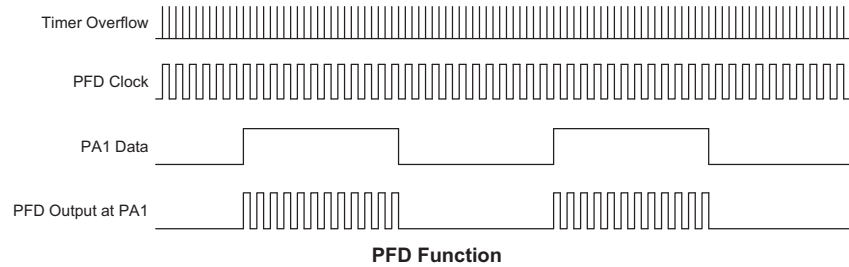 Timer Overflow
PFD Clock
PA1 Data
PFD Output at PA1
PFD Function